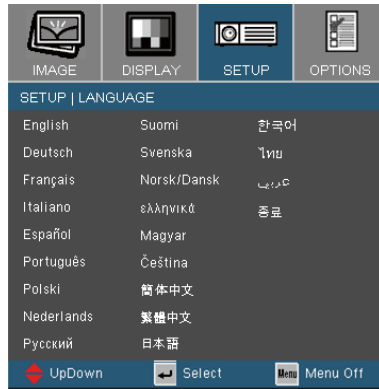 IMAGE
DISPLAY
SETUP
OPTIONS
SETUP | LANGUAGE
English
Deutsch
Français
Italiano
Español
Português
Polski
Nederlands
Русский
Suomi
Svenska
Norsk/Dansk
ελληνικά
Magyar
Čeština
簡体中文
繁體中文
日本語
한국어
ไทย
عربي
종료
UpDown
Select
Menu Menu Off